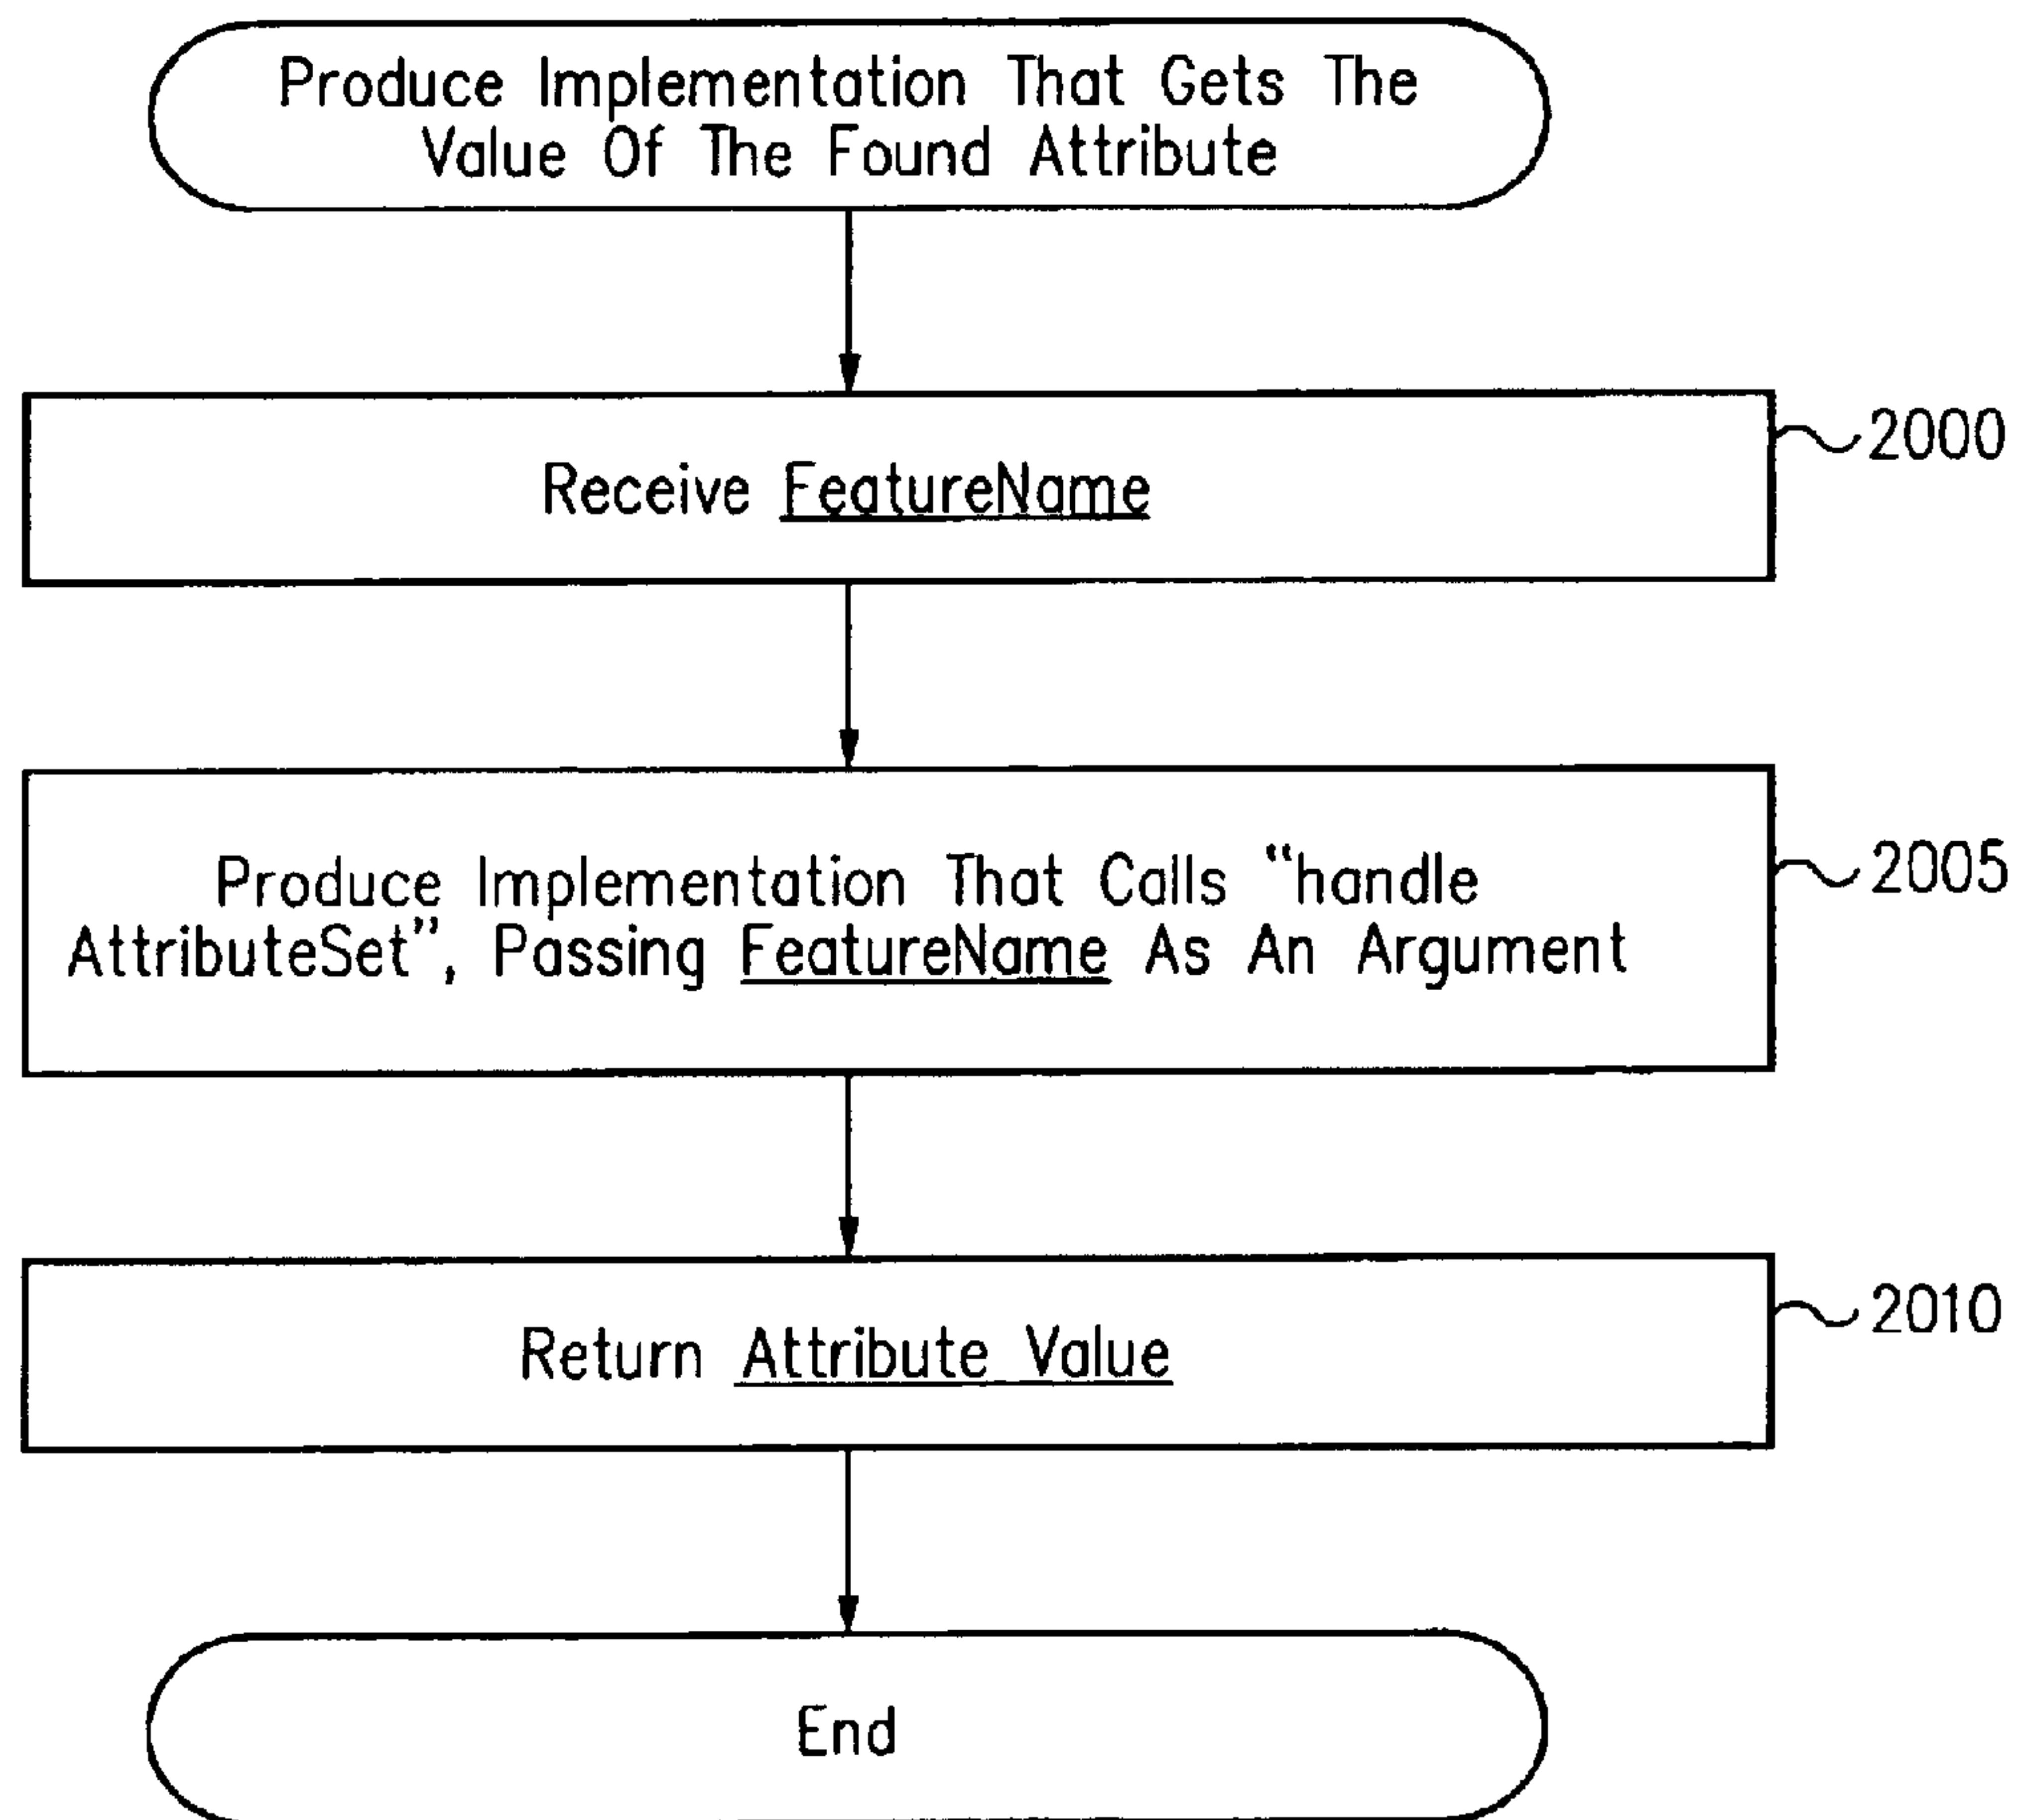 Produce Implementation That Gets The
Value Of The Found Attribute
Receive FeatureName
2000
Produce Implementation That Calls “handle
AttributeSet”, Passing FeatureName As An Argument
2005
Return Attribute Value
2010
End